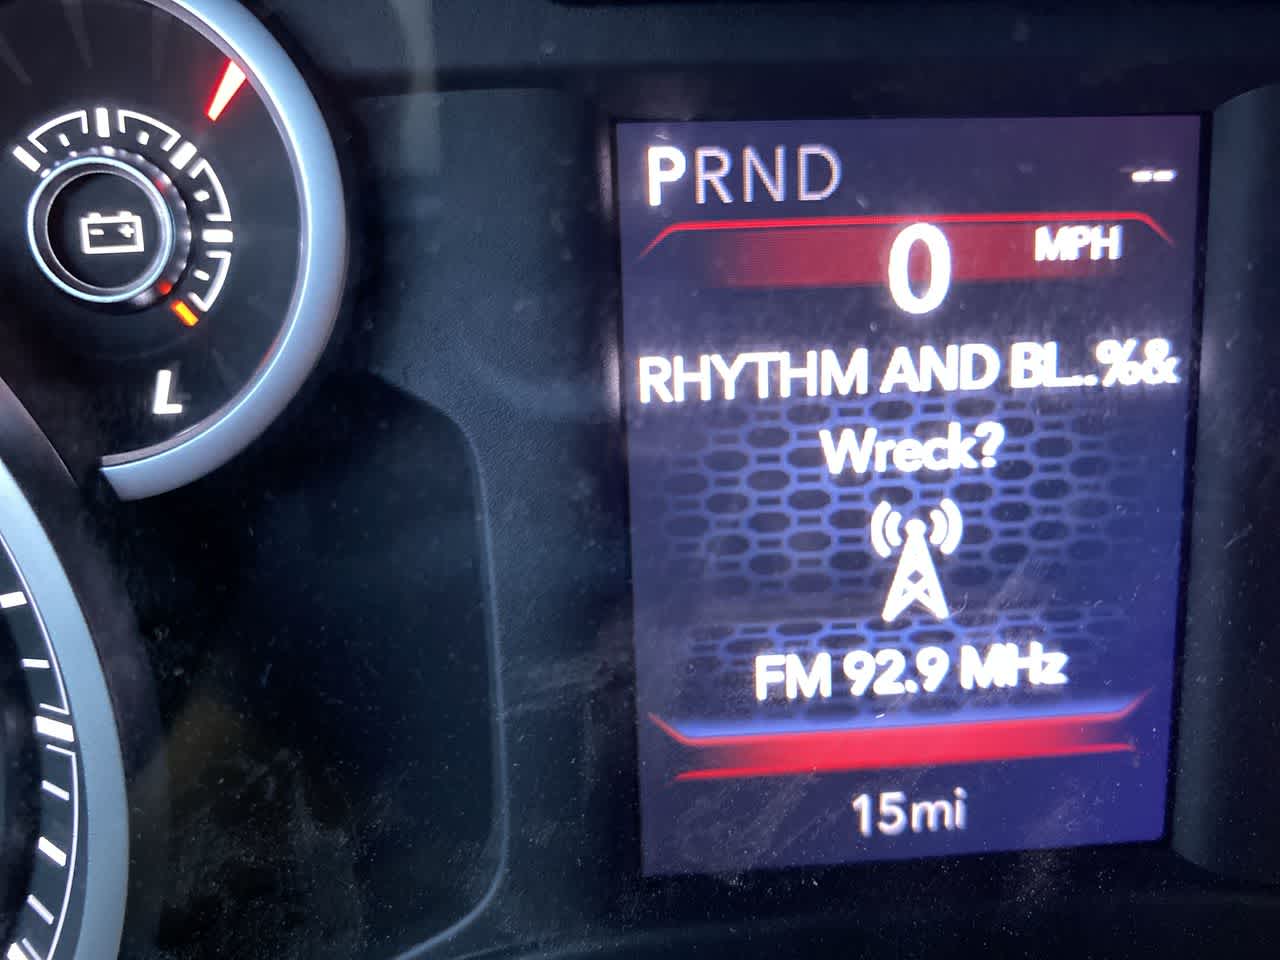 PRND --
0 MPH
RHYTHM AND BL...%&
Wreck?
FM 92.9 MHz
15mi
L